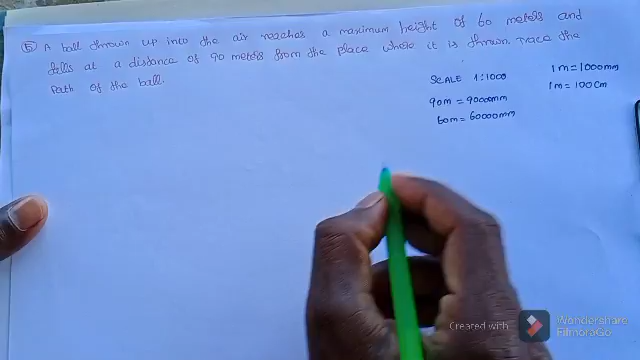 ⑤ A ball thrown up into the air reaches a maximum height of 60 meters and
falls at a distance of 90 meters from the place where it is thrown. Trace the
Path of the ball.
SCALE 1:1000
1m = 1000mm
1m = 100cm
90m = 90000mm
60m = 60000mm
Created with
Wondershare
FilmoraGo